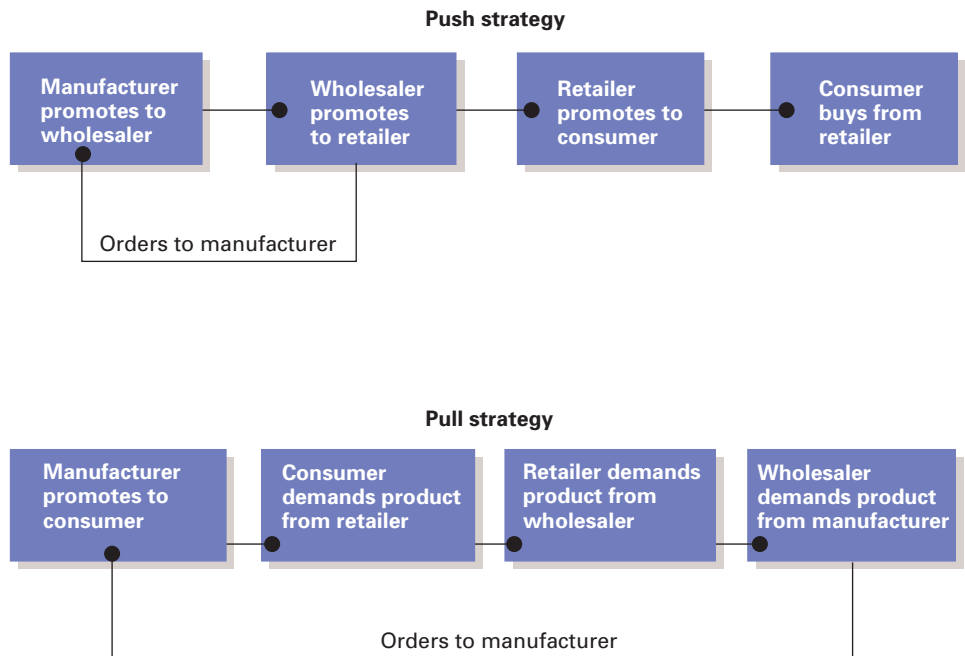 Push strategy
Manufacturer
promotes to
wholesaler
Wholesaler
promotes
to retailer
Retailer
promotes to
consumer
Consumer
buys from
retailer
Orders to manufacturer
Pull strategy
Manufacturer
promotes to
consumer
Consumer
demands product
from retailer
Retailer demands
product from
wholesaler
Wholesaler
demands product
from manufacturer
Orders to manufacturer